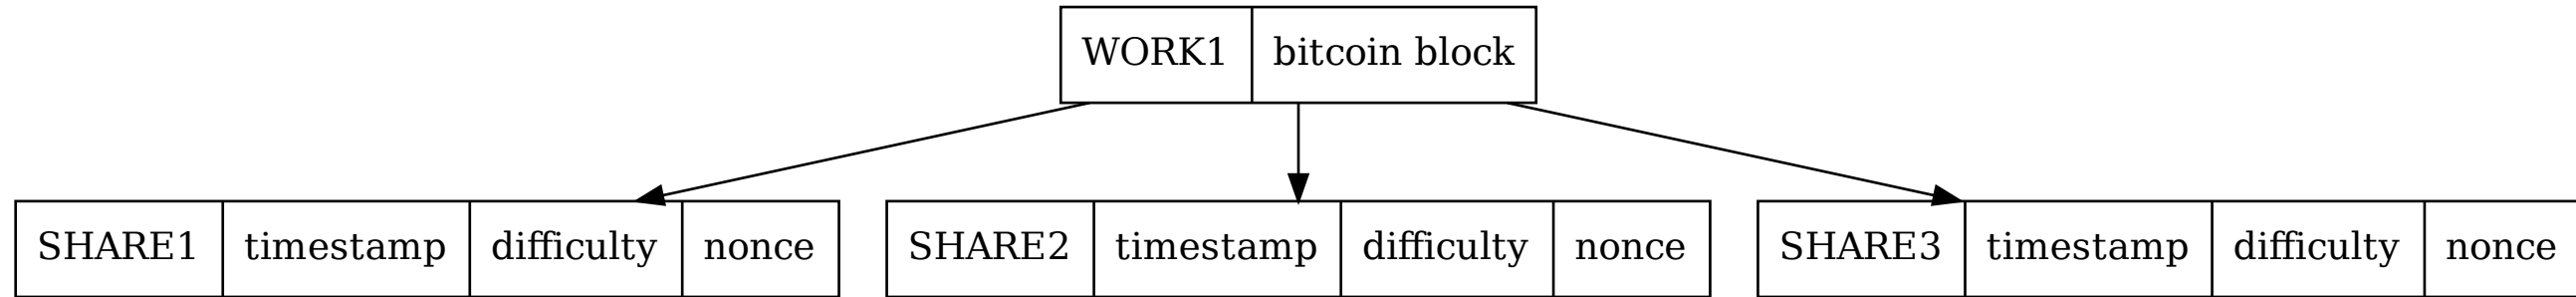 WORK1 bitcoin block
SHARE1 timestamp difficulty nonce SHARE2 timestamp difficulty nonce SHARE3 timestamp difficulty nonce